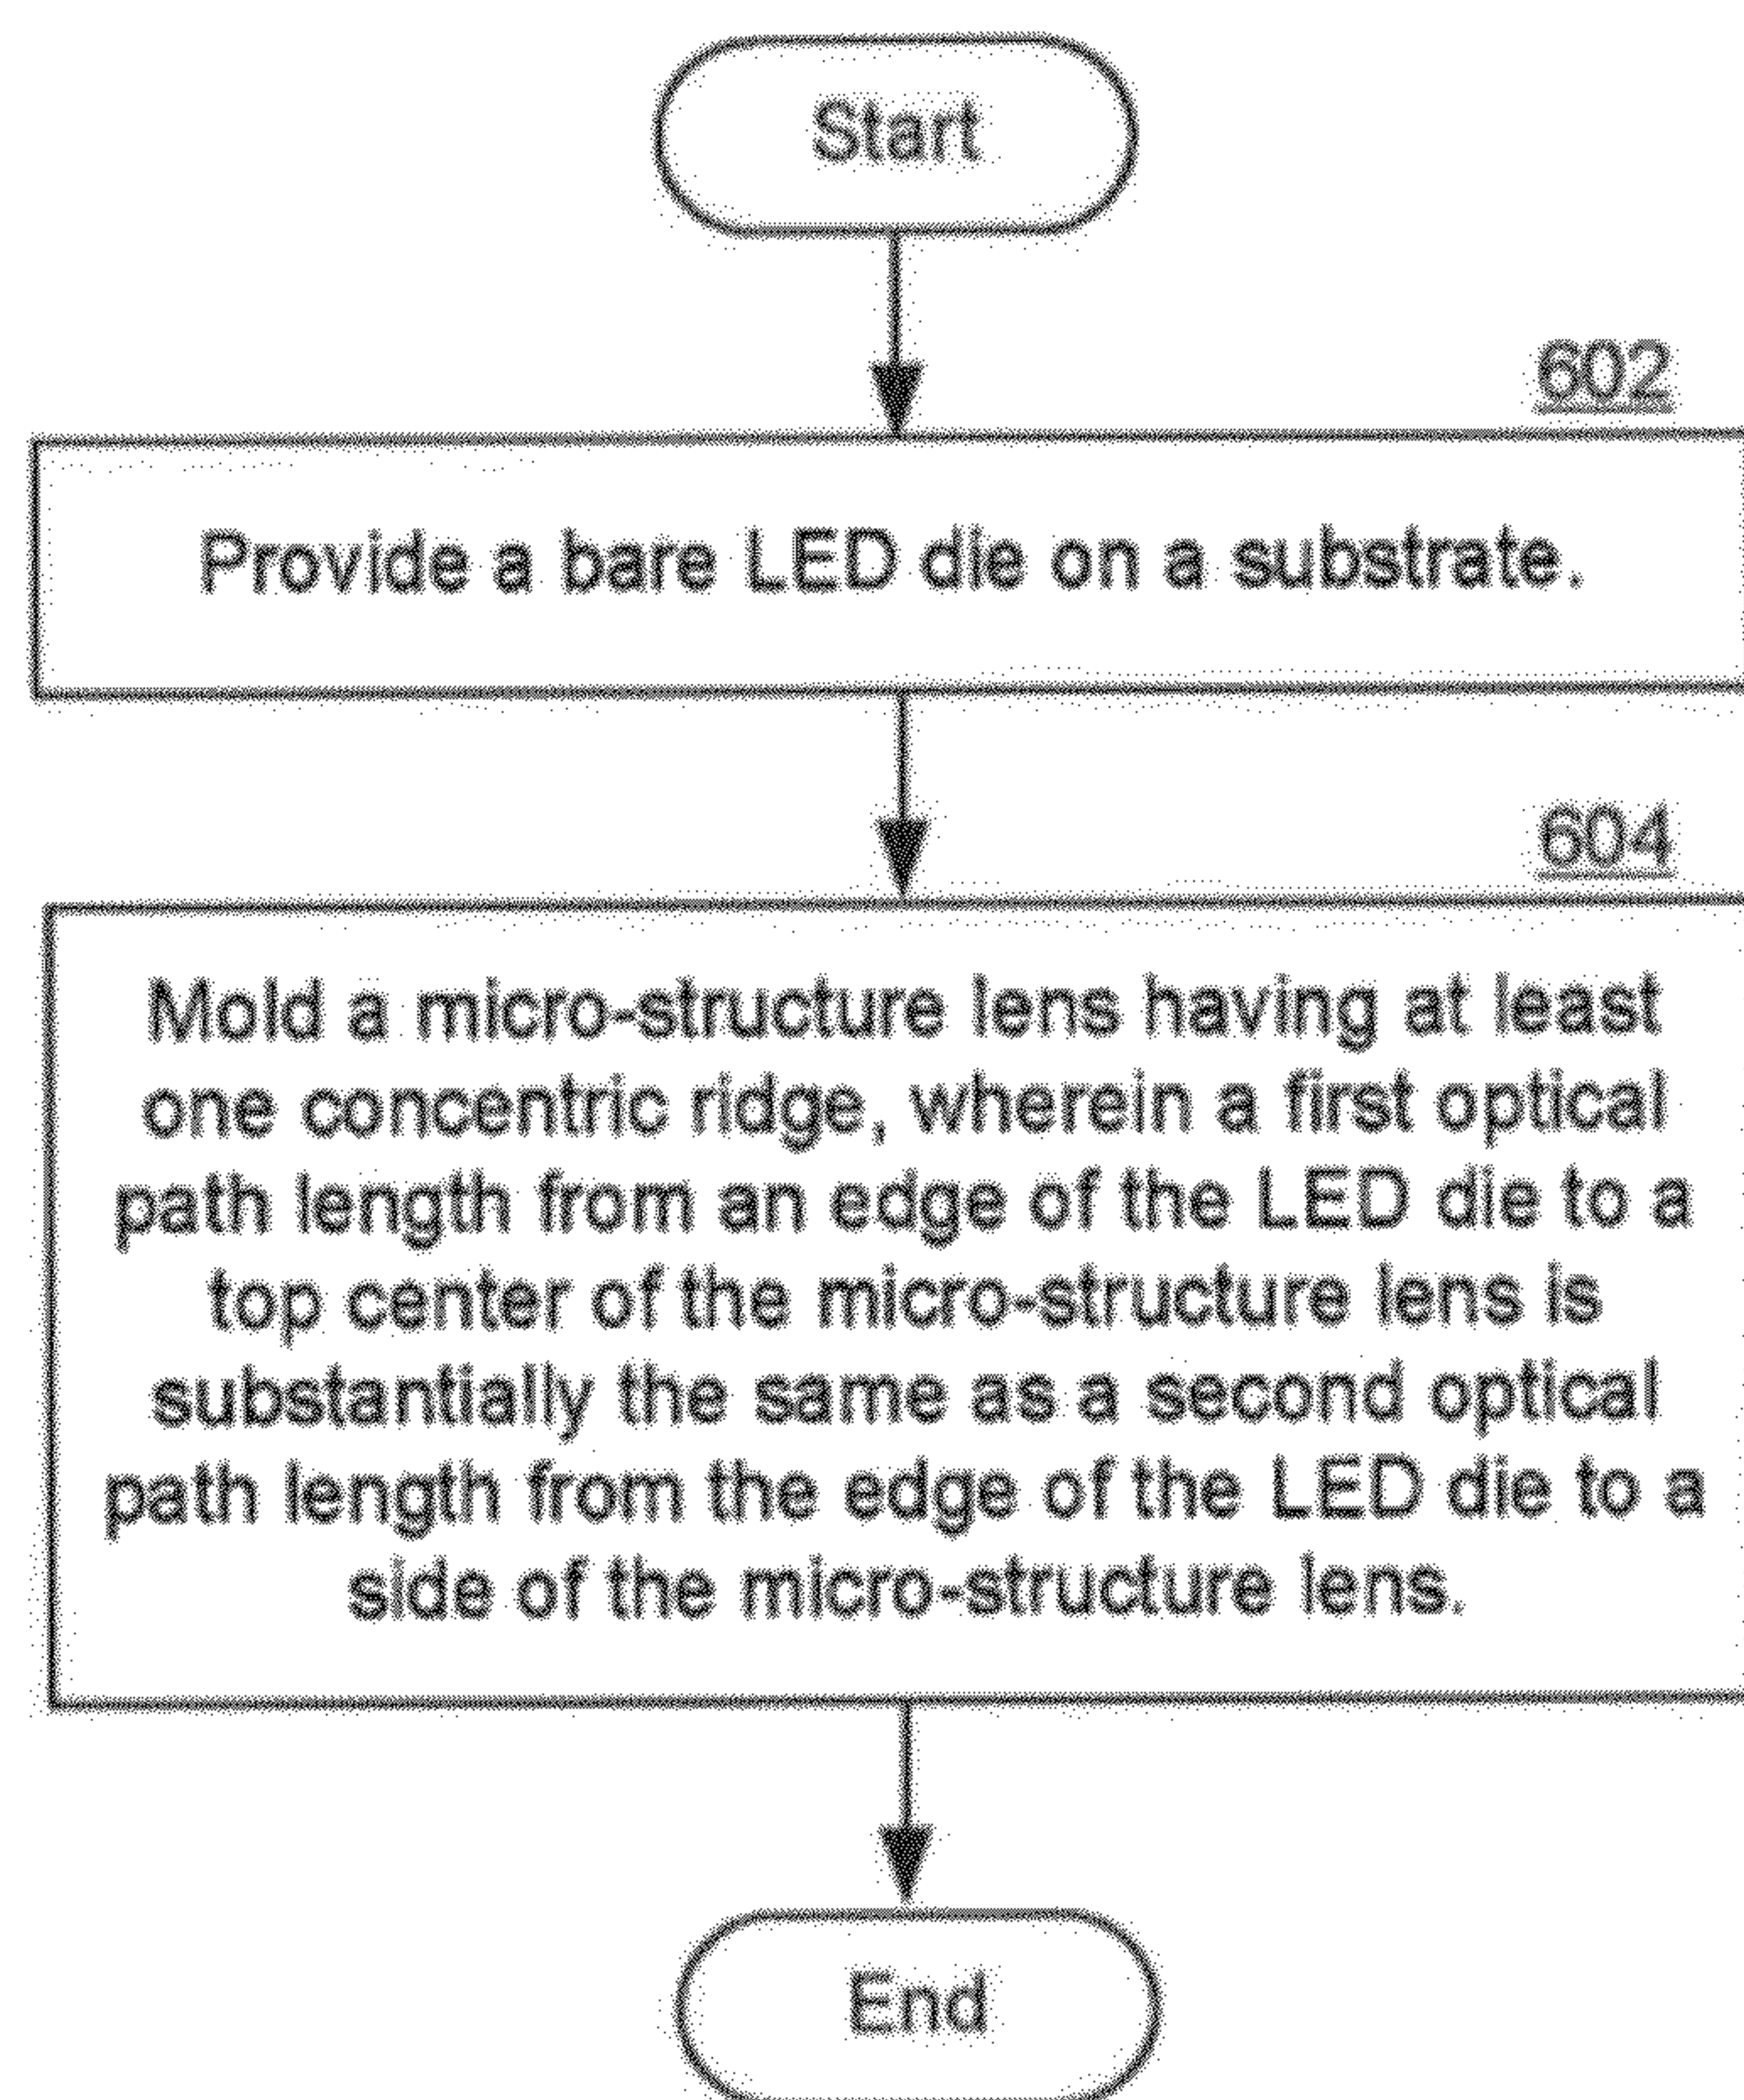 Start
602
Provide a bare LED die on a substrate.
604
Mold a micro-structure lens having at least
one concentric ridge, wherein a first optical
path length from an edge of the LED die to a
top center of the micro-structure lens is
substantially the same as a second optical
path length from the edge of the LED die to a
side of the micro-structure lens.
End